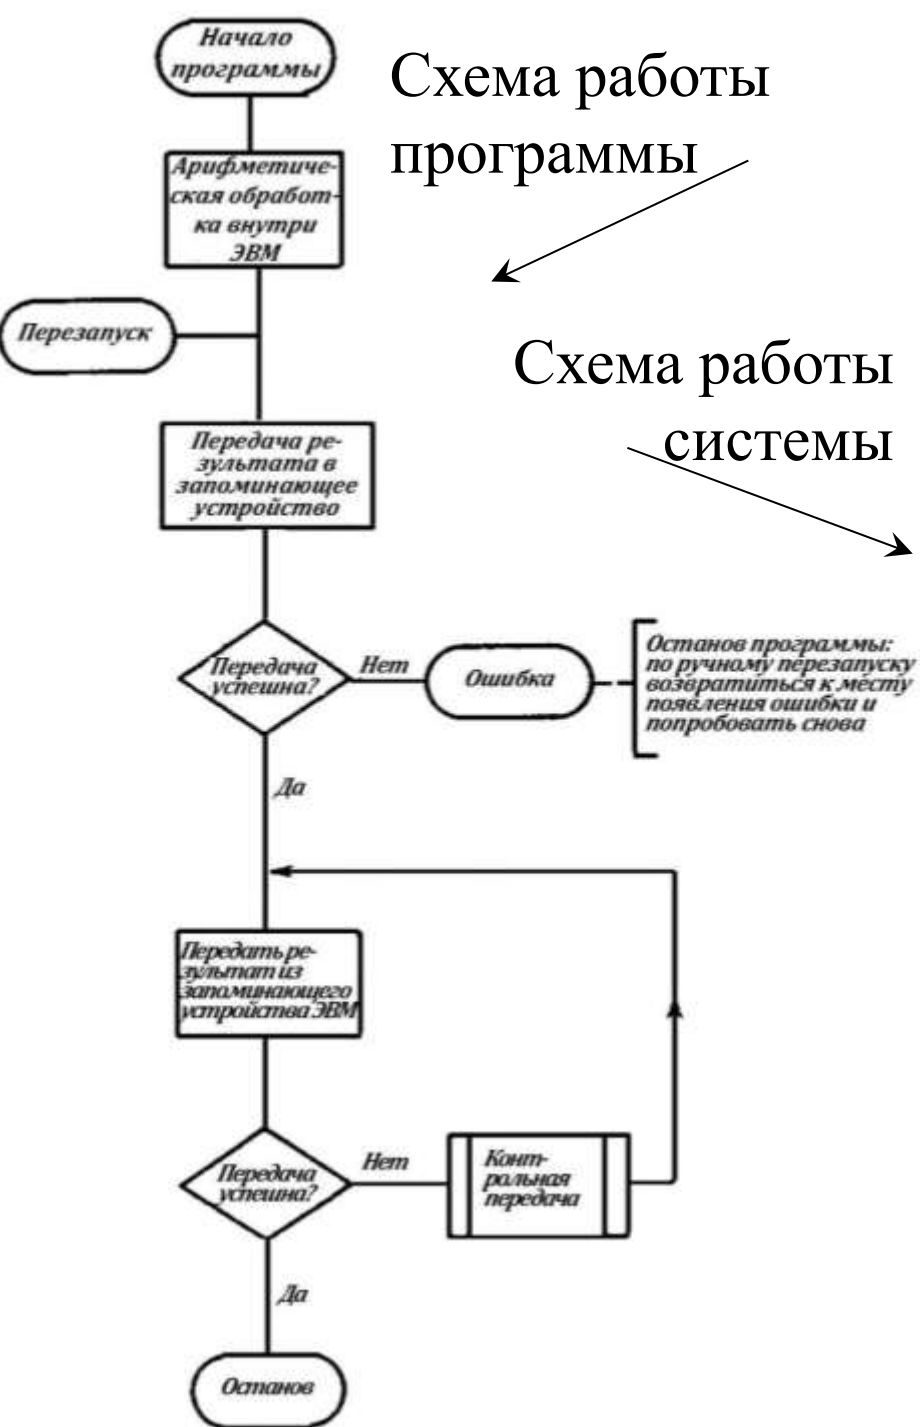 Начало
программы
Схема работы
программы
Арифметиче-
ская обработ-
ка внутри
ЭВМ
Перезапуск
Схема работы
системы
Передача ре-
зультата в
запоминающее
устройство
Передача
успешна?
Нет
Ошибка
Останов программы:
по ручному перезапуску
возвратиться к месту
появления ошибки и
попробовать снова
Да
Передать ре-
зультат из
запоминающего
устройства ЭВМ
Передача
успешна?
Нет
Конт-
рольная
передача
Да
Останов